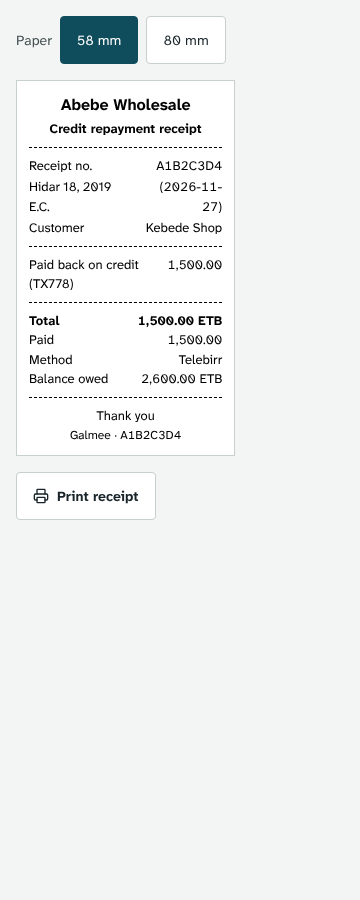 Paper 58 mm 80 mm
Abebe Wholesale
Credit repayment receipt
Receipt no. A1B2C3D4
Hidar 18, 2019 (2026-11-
E.C. 27)
Customer Kebede Shop
Paid back on credit 1,500.00
(TX778)
Total 1,500.00 ETB
Paid 1,500.00
Method Telebirr
Balance owed 2,600.00 ETB
Thank you
Galmee · A1B2C3D4
Print receipt